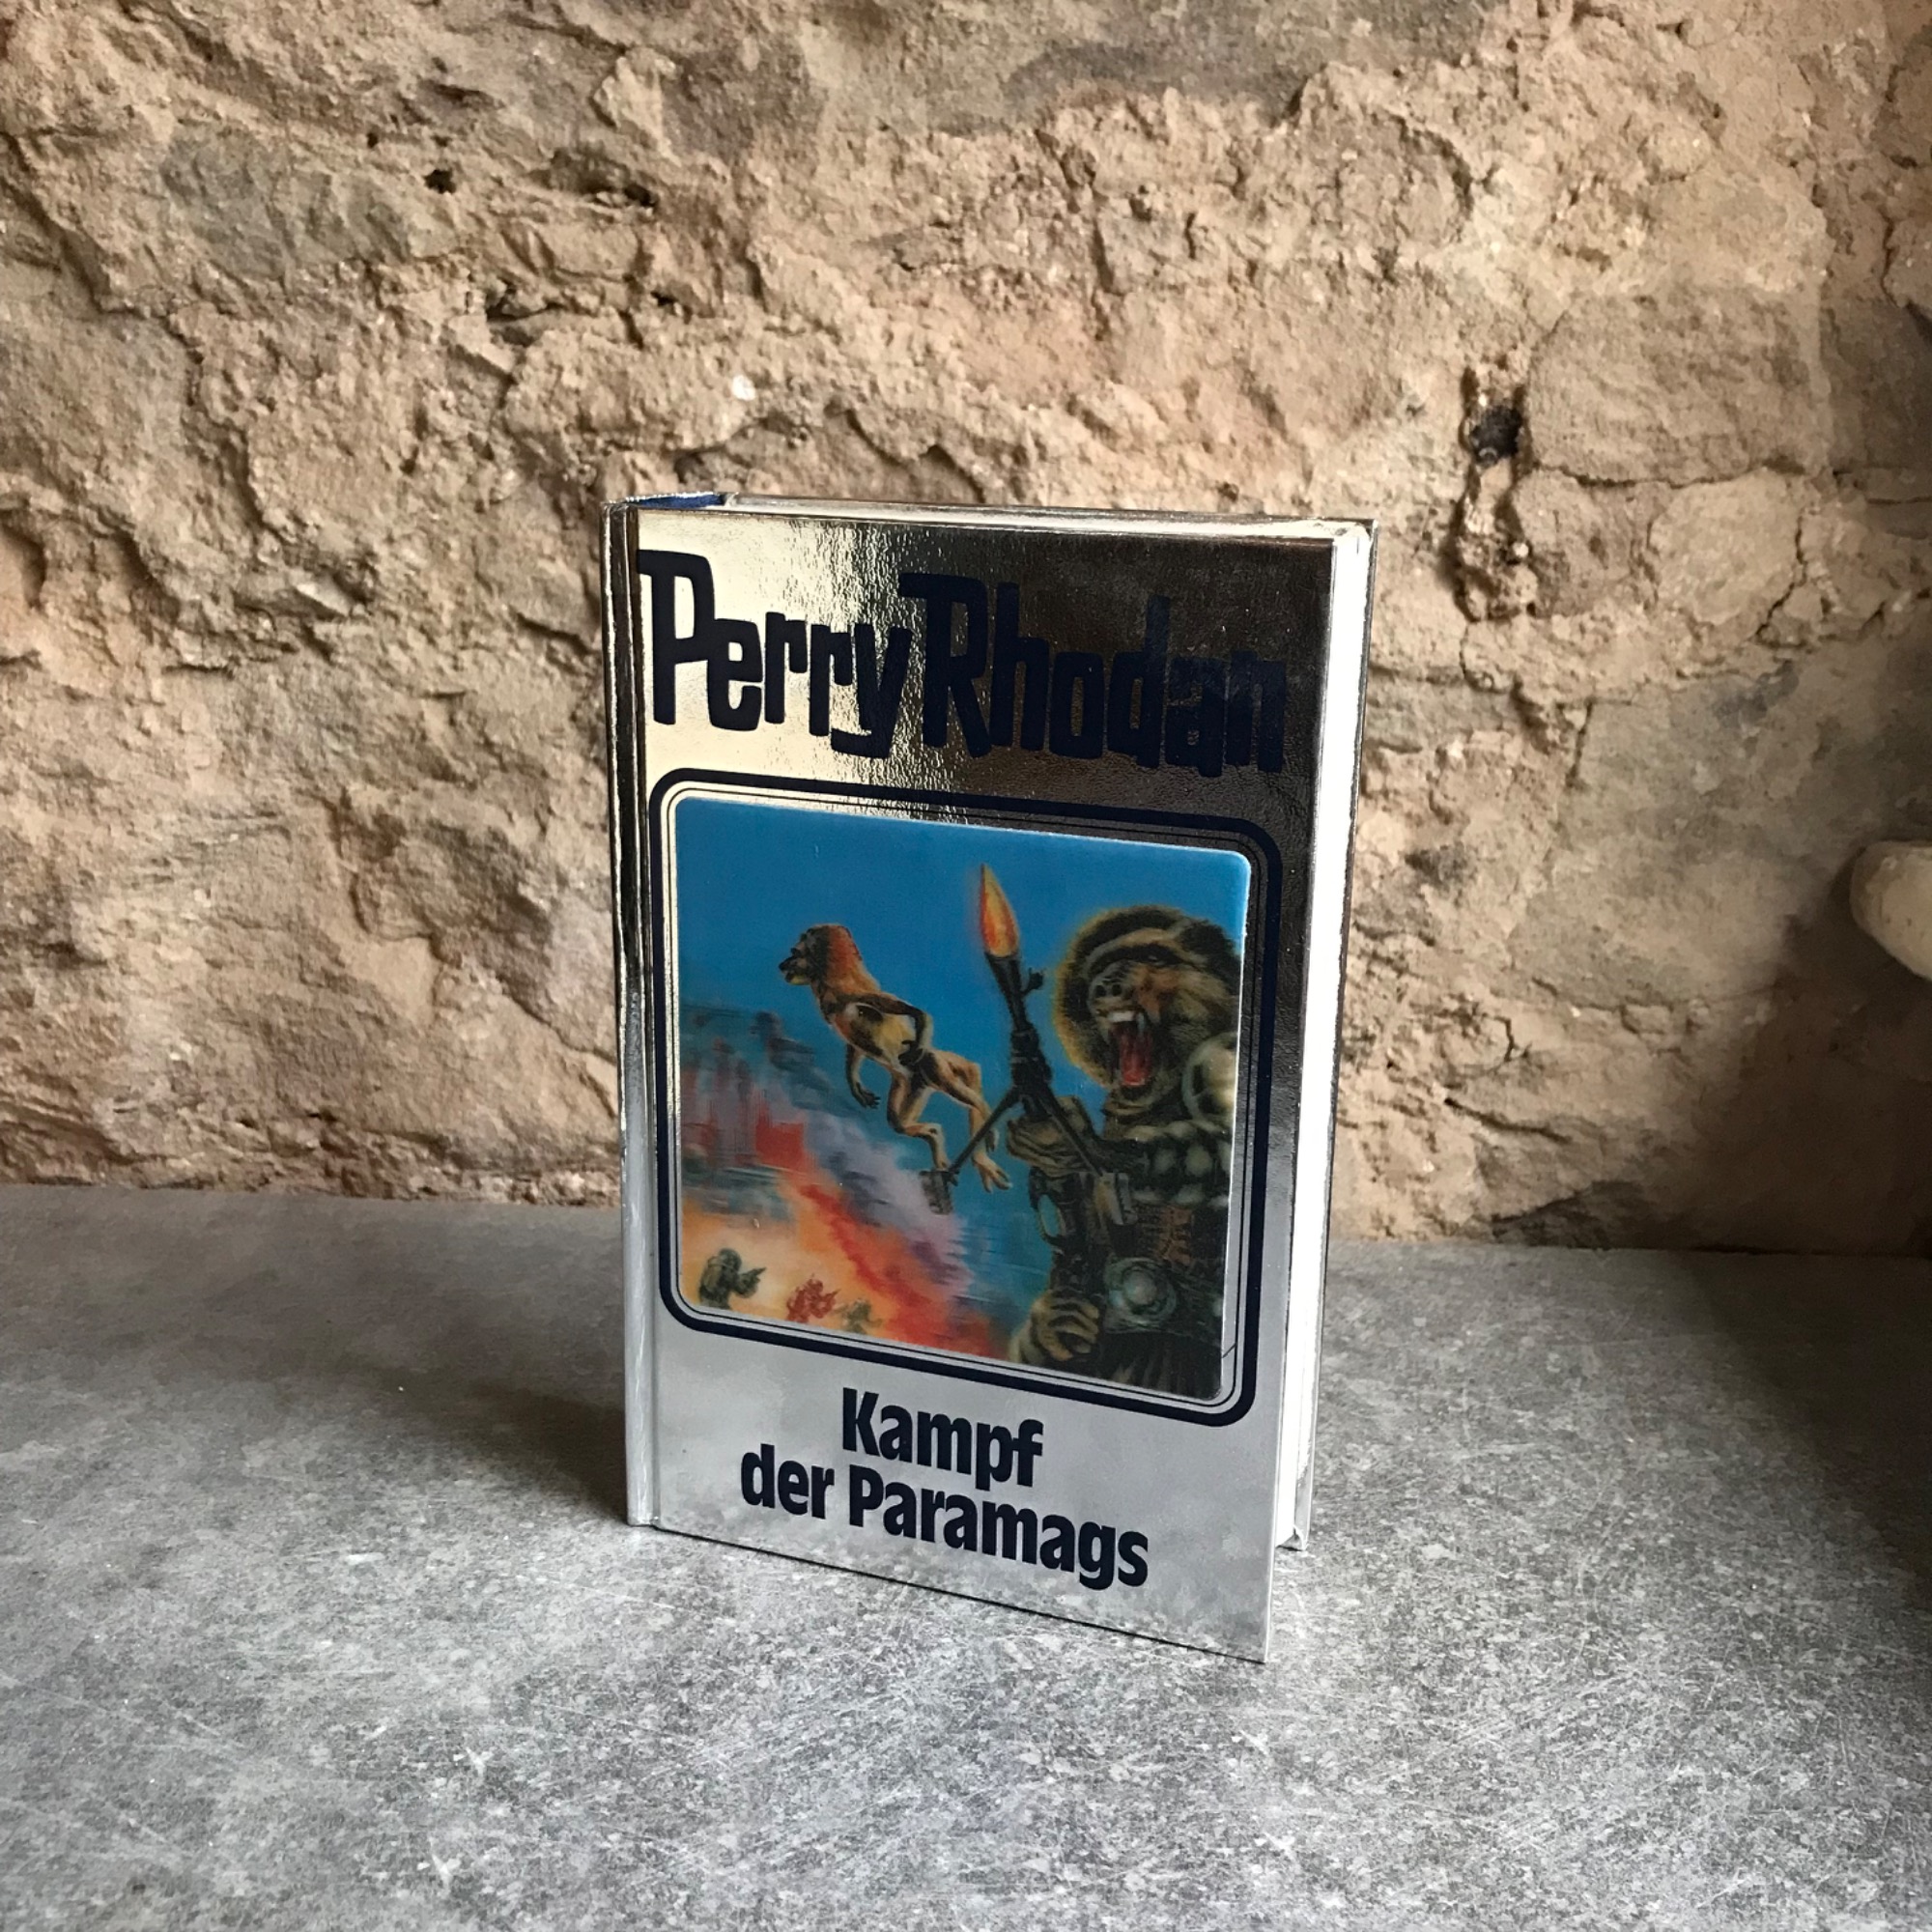 Perry Rhodan
Kampf
der Paramags